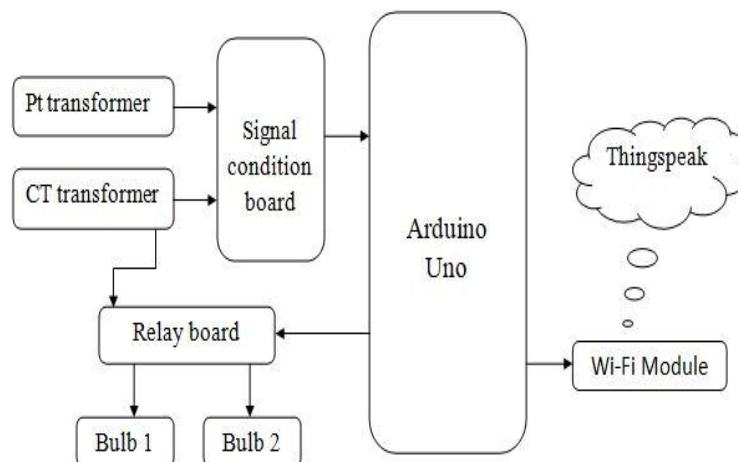 Pt transformer
CT transformer
Signal
condition
board
Arduino
Uno
Thingspeak
Relay board
Wi-Fi Module
Bulb 1
Bulb 2